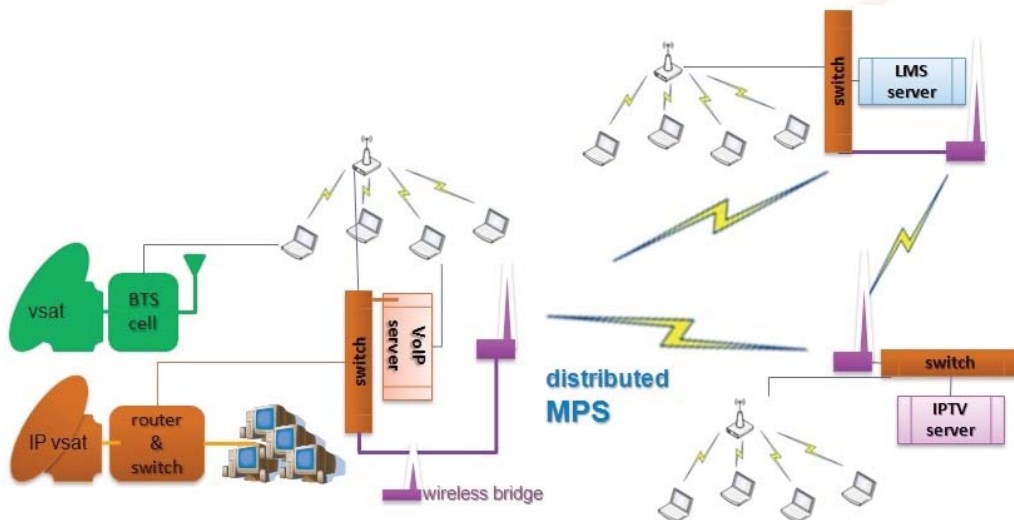 vsat
BTS
cell
IP vsat
router
&
switch
switch
VoIP
server
wireless bridge
distributed
MPS
switch
LMS
server
switch
IPTV
server